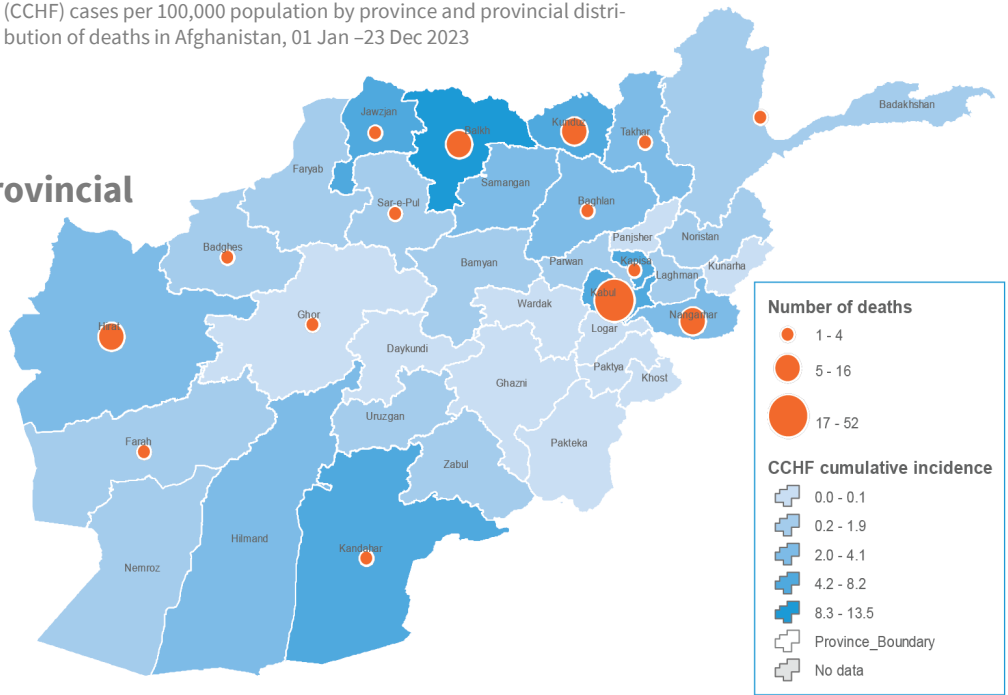 (CCHF) cases per 100,000 population by province and provincial distri-
bution of deaths in Afghanistan, 01 Jan –23 Dec 2023
rovincial
Badakhshan
Jawzjan
Balkh
Kunduz
Takhar
Faryab
Samangan
Sar-e-Pul
Baghlan
Panjsher
Noristan
Badghes
Bamyan
Parwan
Kapisa
Laghman
Kunarha
Kabul
Wardak
Nangarhar
Hirat
Ghor
Logar
Daykundi
Paktya
Khost
Ghazni
Uruzgan
Farah
Pakteka
Zabul
Hilmand
Kandahar
Nemroz
Number of deaths
1 - 4
5 - 16
17 - 52
CCHF cumulative incidence
0.0 - 0.1
0.2 - 1.9
2.0 - 4.1
4.2 - 8.2
8.3 - 13.5
Province_Boundary
No data